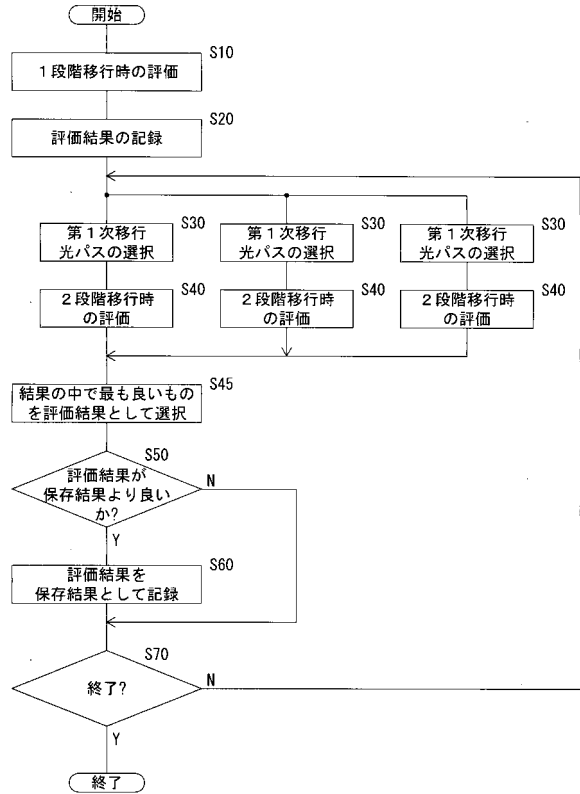 開始
S10
1段階移行時の評価
S20
評価結果の記録
S30
第1次移行
光パスの選択
S30
第1次移行
光パスの選択
S30
第1次移行
光パスの選択
S40
2段階移行時
の評価
S40
2段階移行時
の評価
S40
2段階移行時
の評価
S45
結果の中で最も良いもの
を評価結果として選択
S50
評価結果が
保存結果より良い
か?
N
Y
S60
評価結果を
保存結果として記録
S70
終了?
N
Y
終了